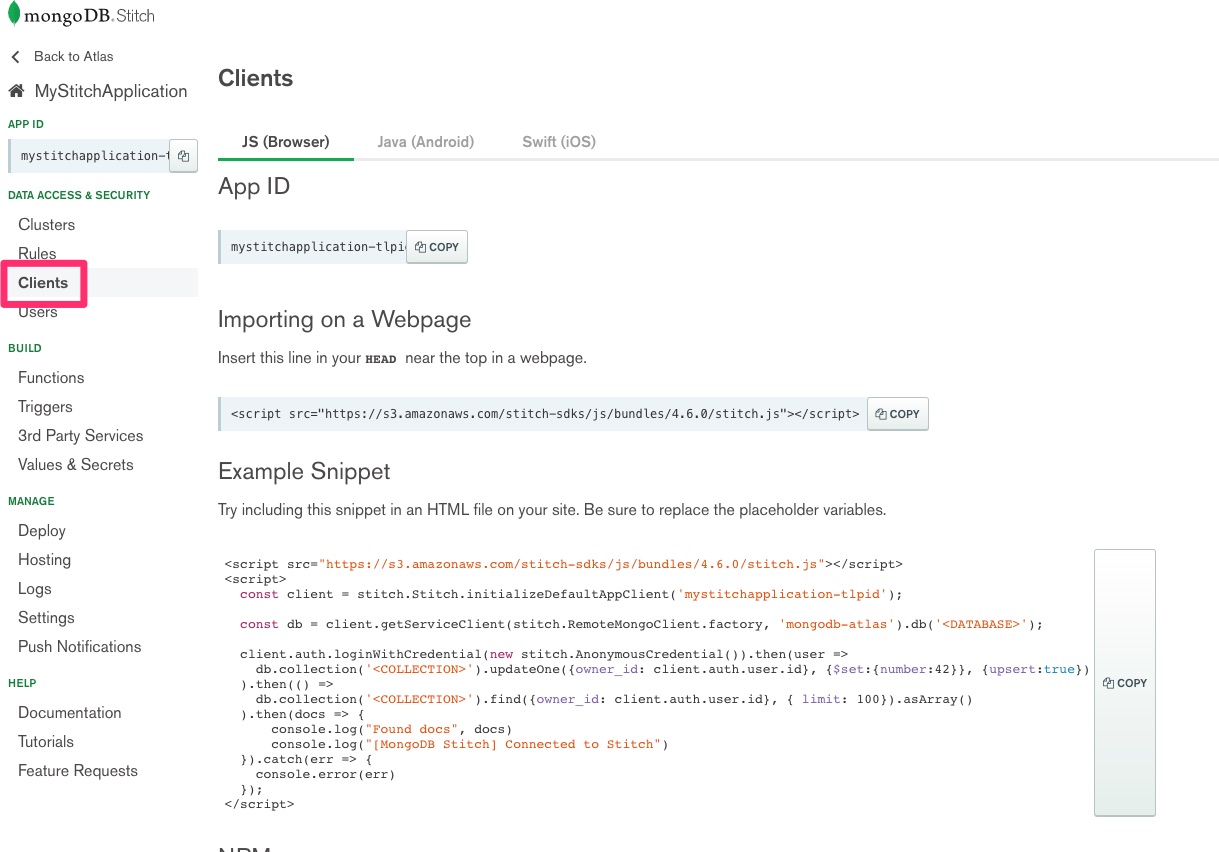 mongoDB. Stitch
Back to Atlas
MyStitchApplication
APP ID
mystitchapplication-t
DATA ACCESS & SECURITY
Clusters
Rules
Clients
Users
BUILD
Functions
Triggers
3rd Party Services
Values & Secrets
MANAGE
Deploy
Hosting
Logs
Settings
Push Notifications
HELP
Documentation
Tutorials
Feature Requests
Clients
JS (Browser) Java (Android) Swift (iOS)
App ID
mystitchapplication-tlpi COPY
Importing on a Webpage
Insert this line in your HEAD near the top in a webpage.
<script src="https://s3.amazonaws.com/stitch-sdks/js/bundles/4.6.0/stitch.js"></script> COPY
Example Snippet
Try including this snippet in an HTML file on your site. Be sure to replace the placeholder variables.
<script src="https://s3.amazonaws.com/stitch-sdks/js/bundles/4.6.0/stitch.js"></script>
<script>
const client = stitch.Stitch.initializeDefaultAppClient('mystitchapplication-tlpid');
const db = client.getServiceClient(stitch.RemoteMongoClient.factory, 'mongodb-atlas').db('<DATABASE>');
client.auth.loginWithCredential(new stitch.AnonymousCredential()).then(user =>
db.collection('<COLLECTION>').updateOne({owner_id: client.auth.user.id}, {$set:{number:42}}, {upsert:true})
).then(() =>
db.collection('<COLLECTION>').find({owner_id: client.auth.user.id}, { limit: 100}).asArray()
).then(docs => {
console.log("Found docs", docs)
console.log("[MongoDB Stitch] Connected to Stitch")
}).catch(err => {
console.error(err)
});
</script>
COPY
NPM